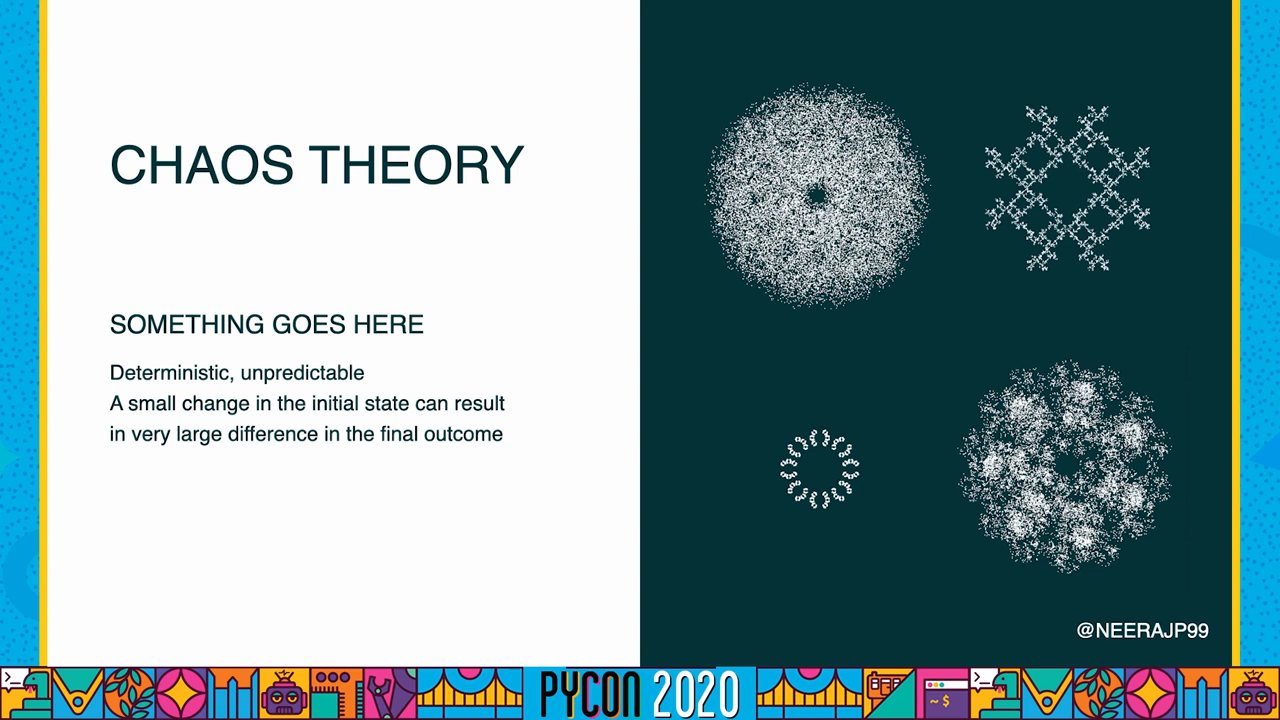 CHAOS THEORY
SOMETHING GOES HERE
Deterministic, unpredictable
A small change in the initial state can result
in very large difference in the final outcome
@NEERAJP99
~ $
PYCON 2020